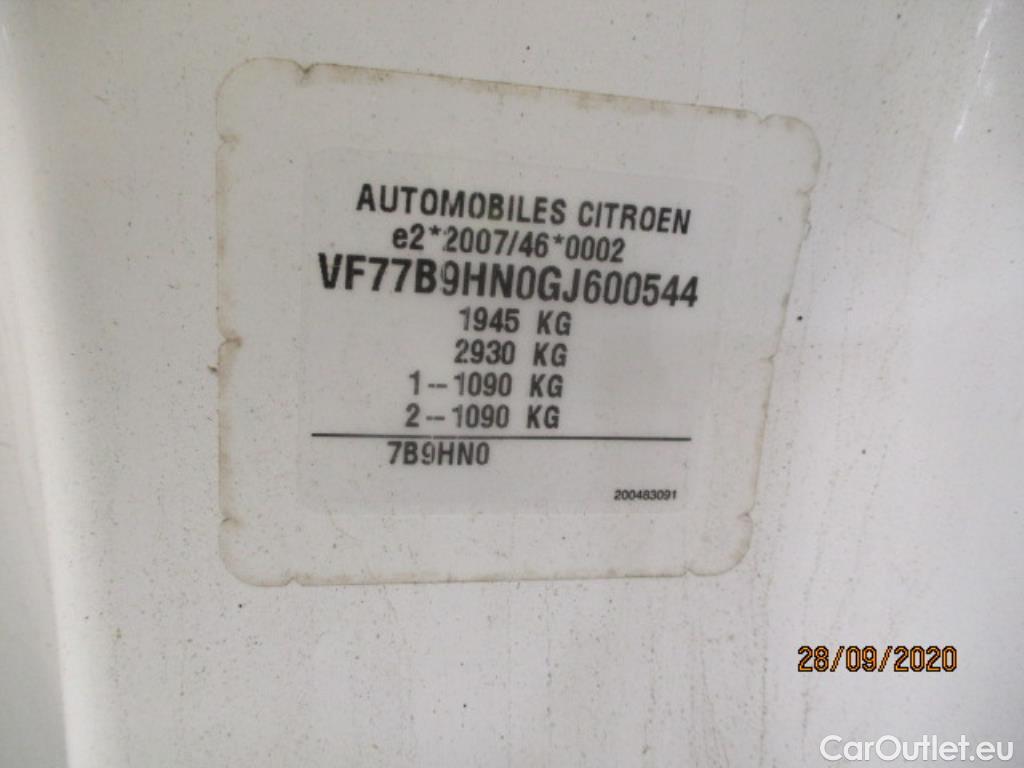 AUTOMOBILES CITROEN
e2*2007/46*0002
VF77B9HN0GJ600544
1945 KG
2930 KG
1--1090 KG
2--1090 KG
7B9HN0
200483091
28/09/2020
CarOutlet.eu